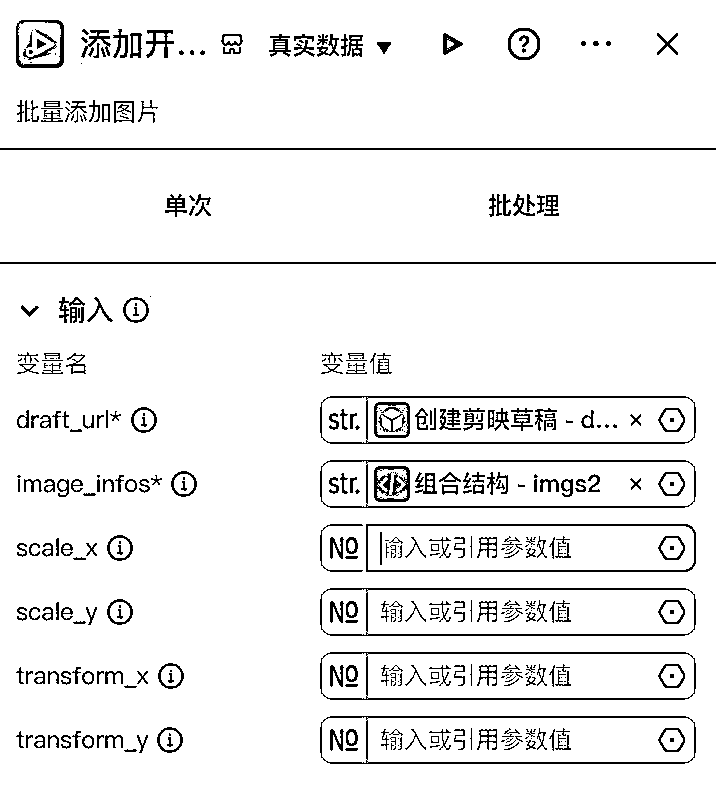 添加开... 真实数据
批量添加图片
单次 批处理
输入
变量名 变量值
draft_url* str. 创建剪映草稿 - d...
image_infos* str. 组合结构 - imgs2
scale_x № 输入或引用参数值
scale_y № 输入或引用参数值
transform_x № 输入或引用参数值
transform_y № 输入或引用参数值